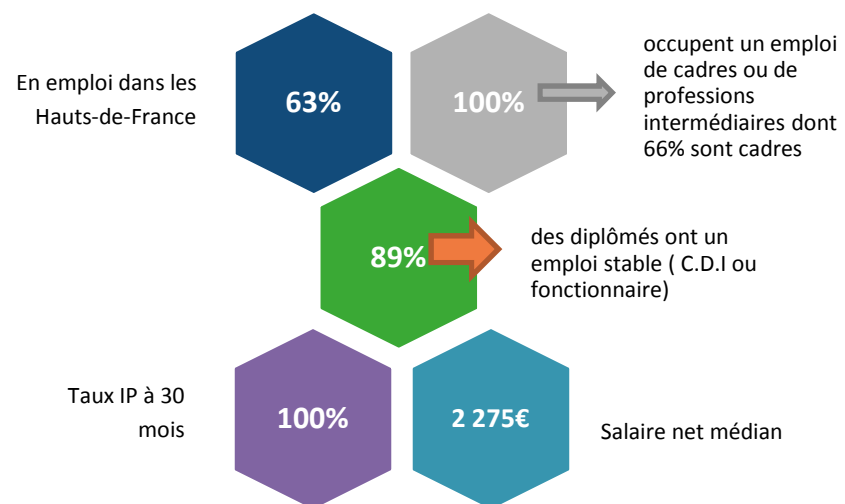 En emploi dans les
Hauts-de-France
63%
100%
occupent un emploi
de cadres ou de
professions
intermédiaires dont
66% sont cadres
89%
des diplômés ont un
emploi stable ( C.D.I ou
fonctionnaire)
Taux IP à 30
mois
100%
2 275€
Salaire net médian